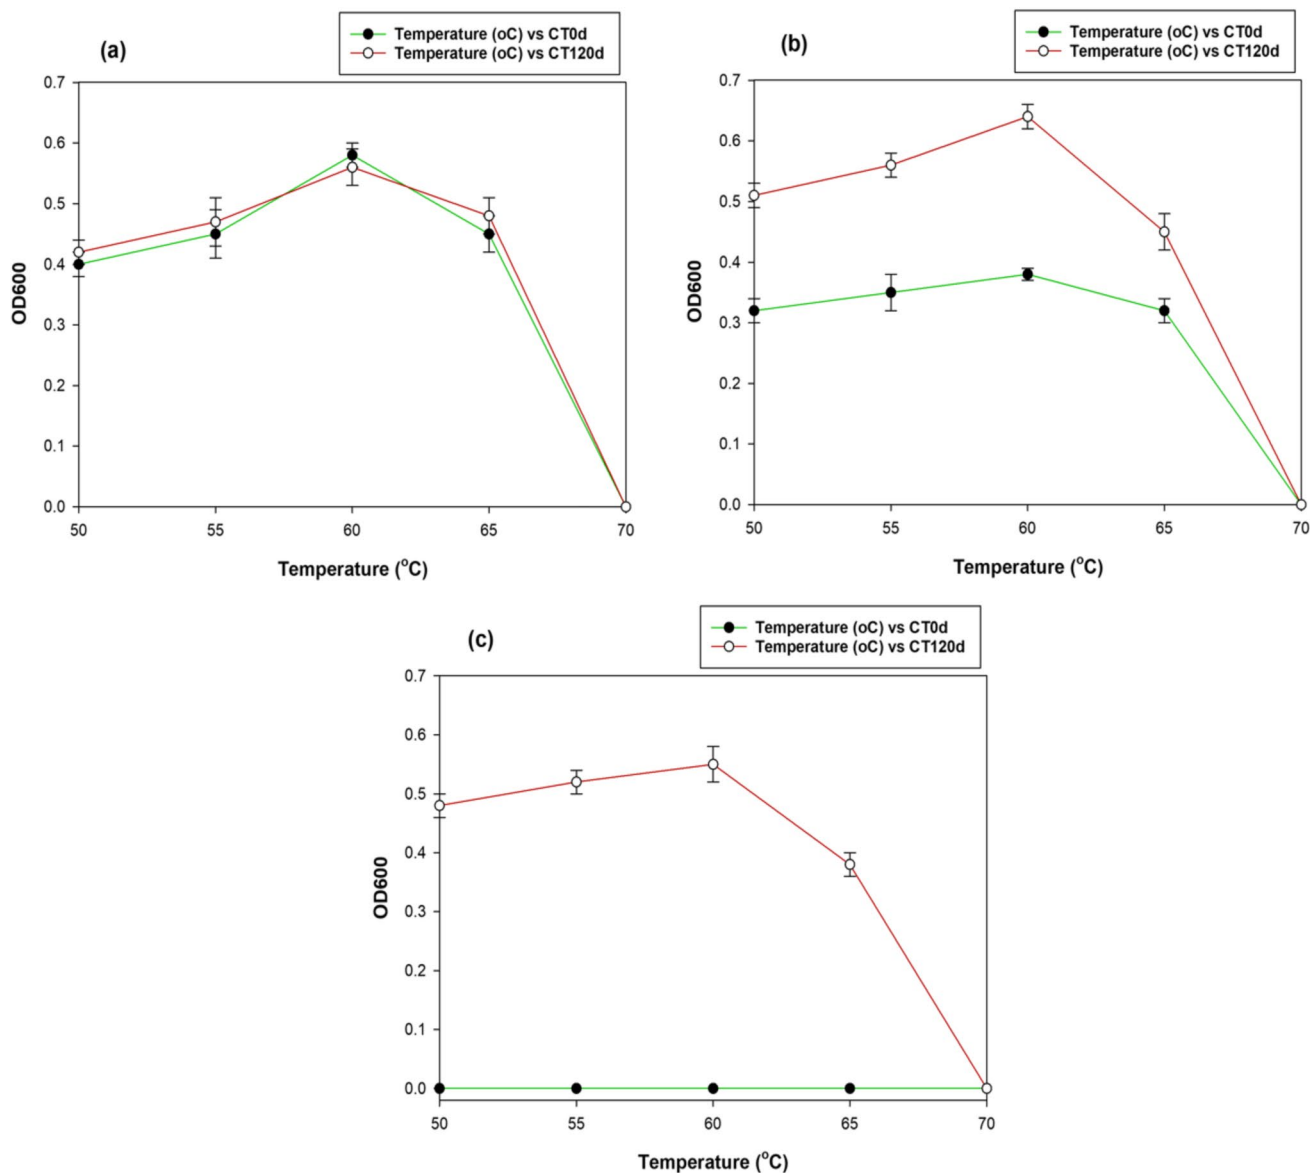 (a)
Temperature (oC) vs CT0d
Temperature (oC) vs CT120d
0.7
0.6
0.5
0.4
0.3
0.2
0.1
0.0
OD600
50 55 60 65 70
Temperature (°C)
(b)
Temperature (oC) vs CT0d
Temperature (oC) vs CT120d
0.7
0.6
0.5
0.4
0.3
0.2
0.1
0.0
OD600
50 55 60 65 70
Temperature (°C)
(c)
Temperature (oC) vs CT0d
Temperature (oC) vs CT120d
0.7
0.6
0.5
0.4
0.3
0.2
0.1
0.0
OD600
50 55 60 65 70
Temperature (°C)